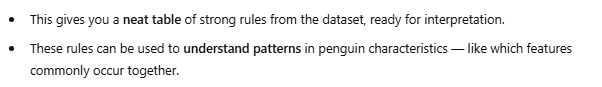 • This gives you a neat table of strong rules from the dataset, ready for interpretation.
• These rules can be used to understand patterns in penguin characteristics — like which features
commonly occur together.